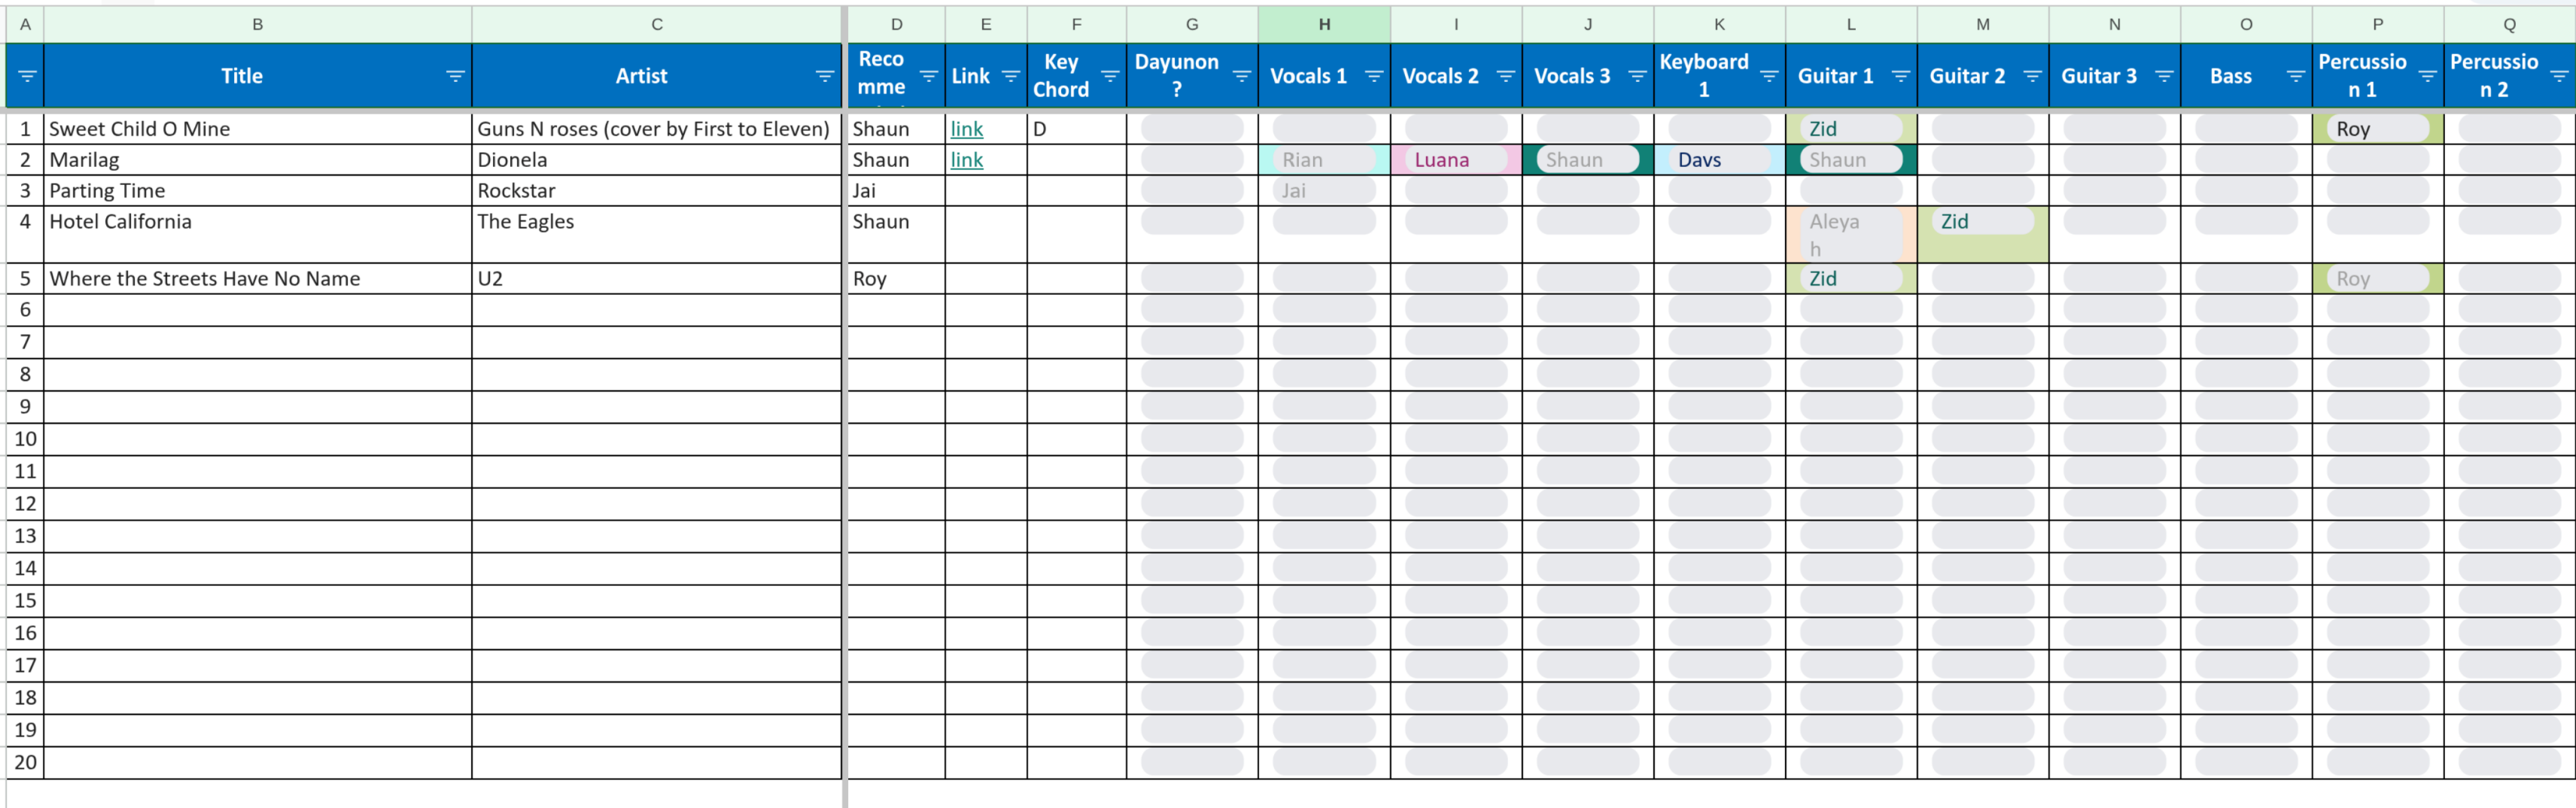 A B C D E F G H I J K L M N O P Q
Title Artist Recomme Link Key Chord Dayunon? Vocals 1 Vocals 2 Vocals 3 Keyboard 1 Guitar 1 Guitar 2 Guitar 3 Bass Percussion 1 Percussion 2
1 Sweet Child O Mine Guns N roses (cover by First to Eleven) Shaun link D Zid Roy
2 Marilag Dionela Shaun link Rian Luana Shaun Davs Shaun
3 Parting Time Rockstar Jai Jai
4 Hotel California The Eagles Shaun Aleyah Zid
5 Where the Streets Have No Name U2 Roy Zid Roy
6
7
8
9
10
11
12
13
14
15
16
17
18
19
20